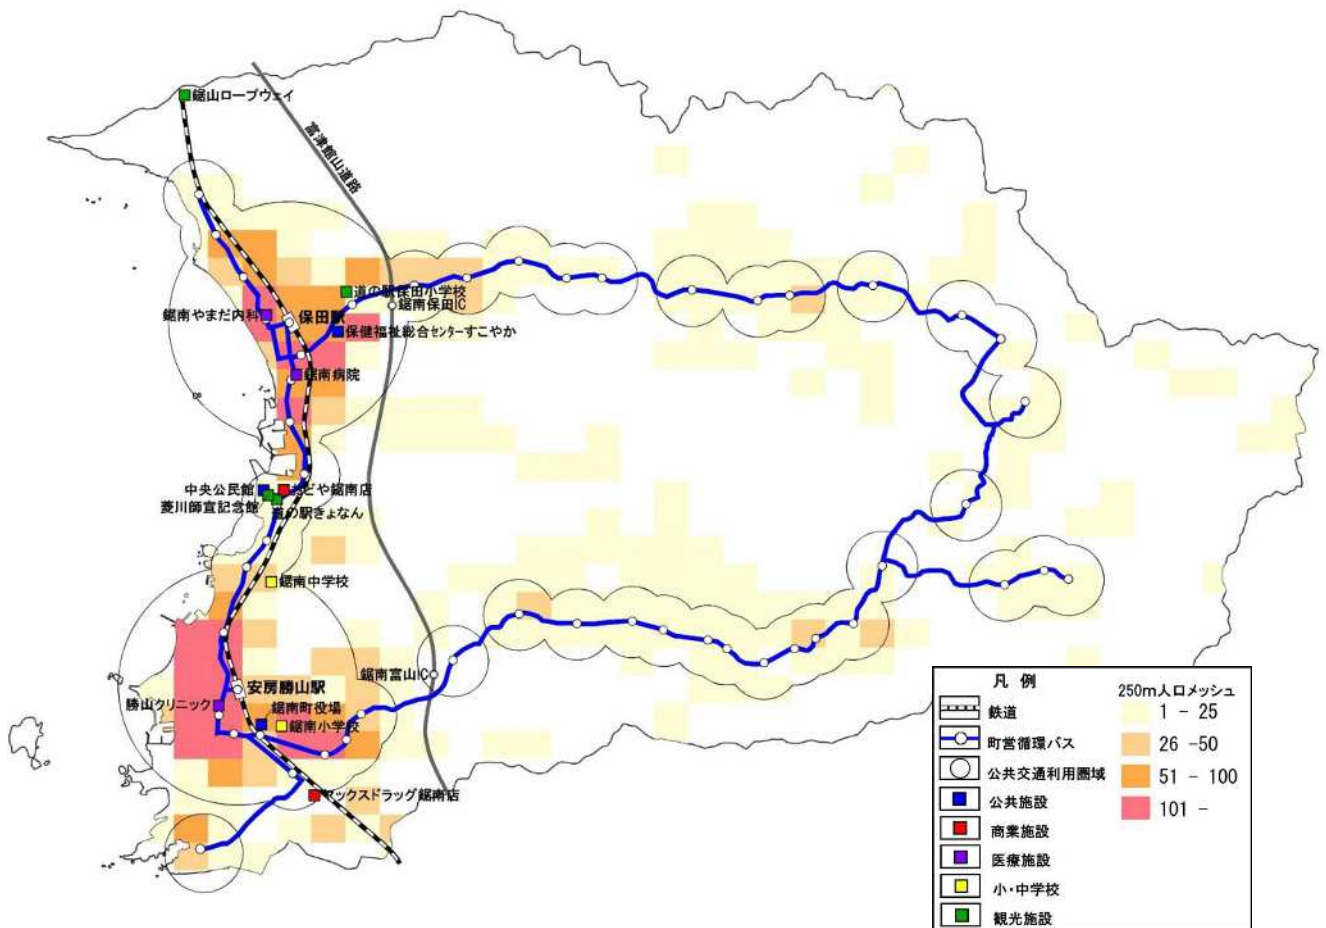 鋸山ロープウェイ
富津館山道路
道の駅保田小学校
鋸南保田IC
鋸南やまだ内科
保田駅
保健福祉総合センターすこやか
鋸南病院
中央公民館
おどや鋸南店
菱川師宣記念館
道の駅きょなん
鋸南中学校
鋸南富山IC
安房勝山駅
勝山クリニック
鋸南町役場
鋸南小学校
マックスドラッグ鋸南店
凡 例
鉄道
町営循環バス
公共交通利用圏域
公共施設
商業施設
医療施設
小・中学校
観光施設
250m人口メッシュ
1 - 25
26 -50
51 - 100
101 -